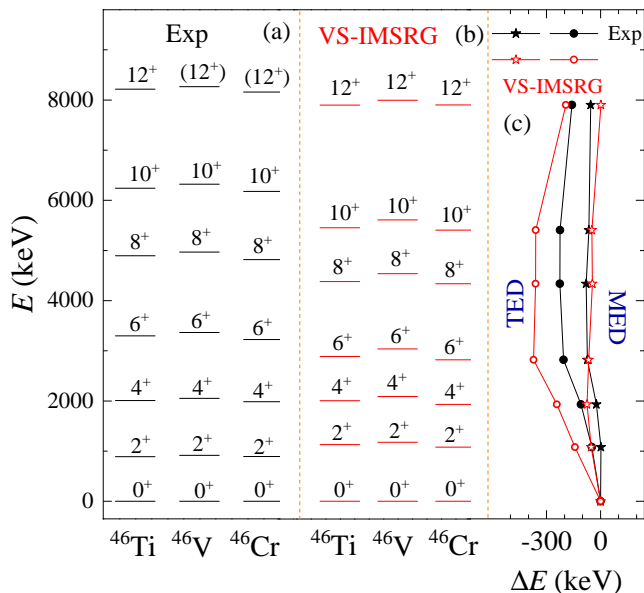 Exp (a)
12⁺ (12⁺) (12⁺)
10⁺ 10⁺ 10⁺
8⁺ 8⁺ 8⁺
6⁺ 6⁺ 6⁺
4⁺ 4⁺ 4⁺
2⁺ 2⁺ 2⁺
0⁺ 0⁺ 0⁺
⁴⁶Ti ⁴⁶V ⁴⁶Cr
VS-IMSRG (b)
12⁺ 12⁺ 12⁺
10⁺ 10⁺ 10⁺
8⁺ 8⁺ 8⁺
6⁺ 6⁺ 6⁺
4⁺ 4⁺ 4⁺
2⁺ 2⁺ 2⁺
0⁺ 0⁺ 0⁺
⁴⁶Ti ⁴⁶V ⁴⁶Cr
Exp
VS-IMSRG
(c)
TED
MED
-300 0
ΔE (keV)
8000
6000
4000
2000
0
E (keV)